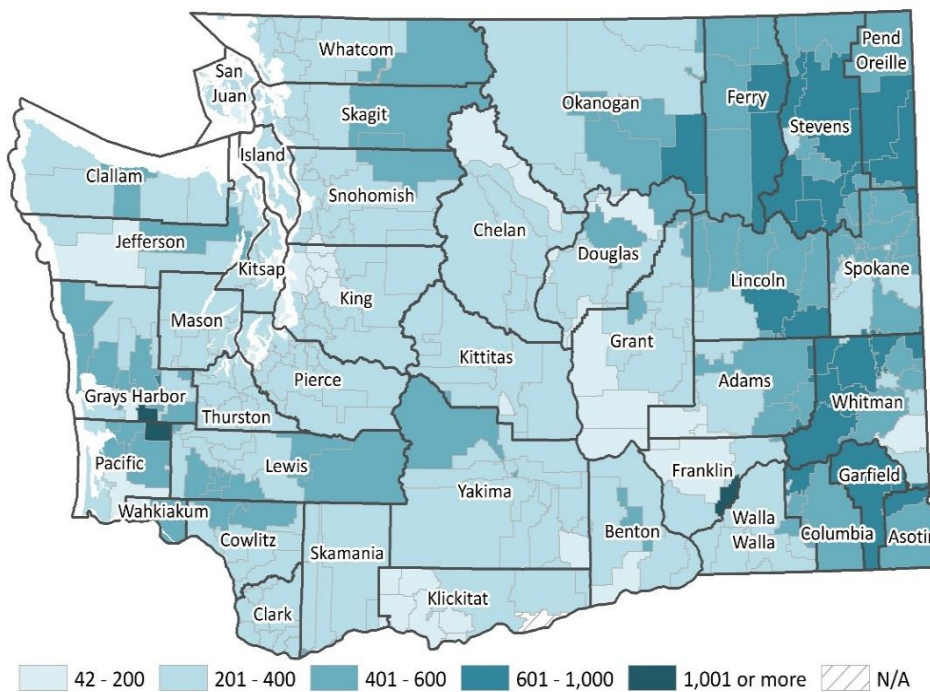 Whatcom
San
Juan
Skagit
Okanogan
Ferry
Pend
Oreille
Stevens
Island
Clallam
Snohomish
Jefferson
Chelan
Douglas
Kitsap
King
Lincoln
Spokane
Mason
Grant
Kittitas
Grays Harbor
Pierce
Thurston
Adams
Whitman
Pacific
Lewis
Yakima
Franklin
Garfield
Wahkiakum
Cowlitz
Skamania
Benton
Walla
Walla
Columbia
Asotin
Clark
Klickitat
42 - 200
201 - 400
401 - 600
601 - 1,000
1,001 or more
N/A